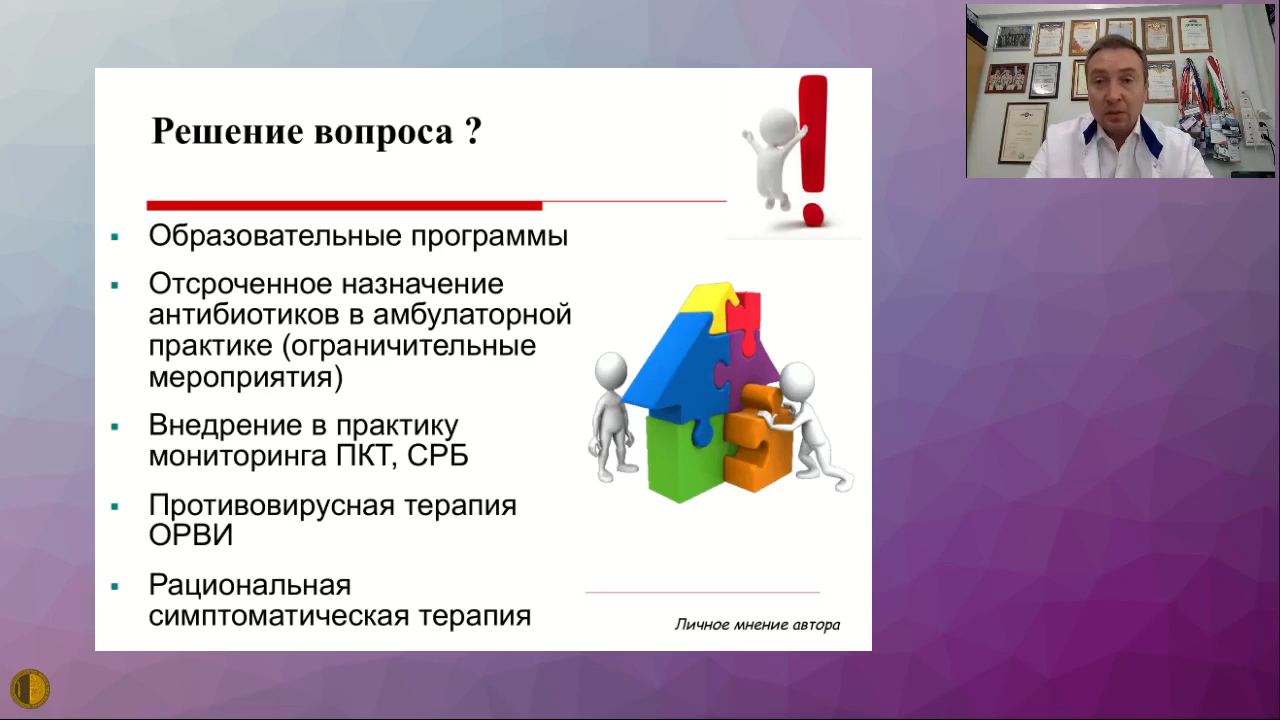 Решение вопроса ?
Образовательные программы
Отсроченное назначение
антибиотиков в амбулаторной
практике (ограничительные
мероприятия)
Внедрение в практику
мониторинга ПКТ, СРБ
Противовирусная терапия
ОРВИ
Рациональная
симптоматическая терапия
Личное мнение автора